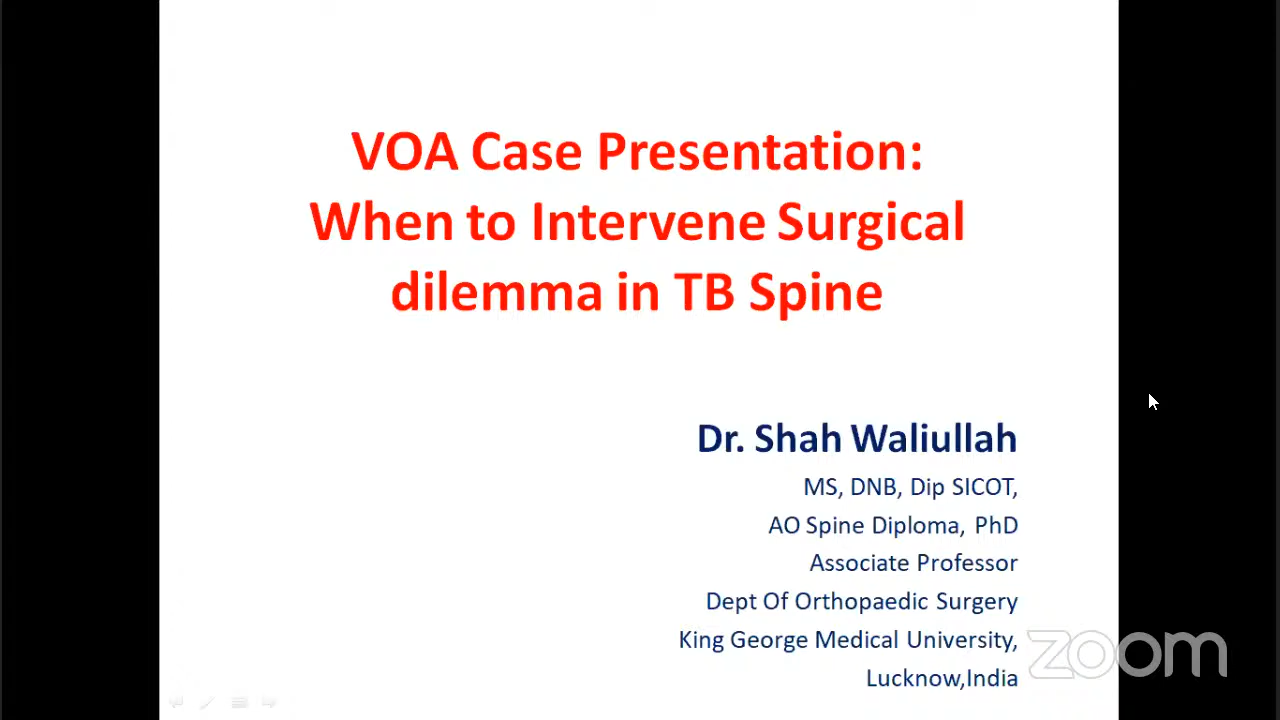 VOA Case Presentation:
When to Intervene Surgical
dilemma in TB Spine
Dr. Shah Waliullah
MS, DNB, Dip SICOT,
AO Spine Diploma, PhD
Associate Professor
Dept Of Orthopaedic Surgery
King George Medical University,
Lucknow,India
zoom